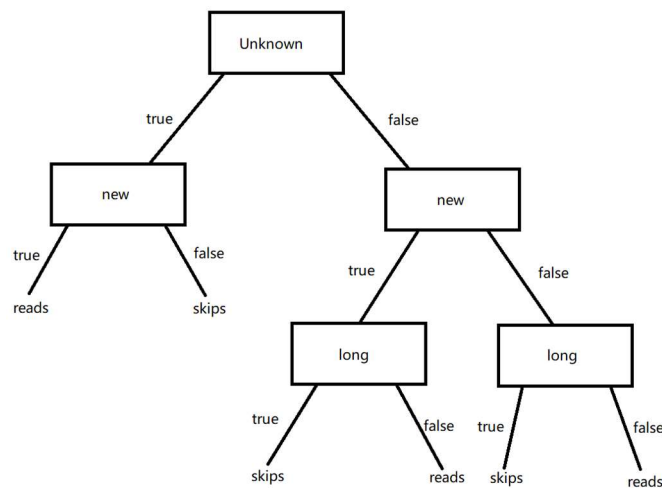 Unknown
true
false
new
new
true
false
true
false
reads
skips
long
long
true
false
true
false
skips
reads
skips
reads